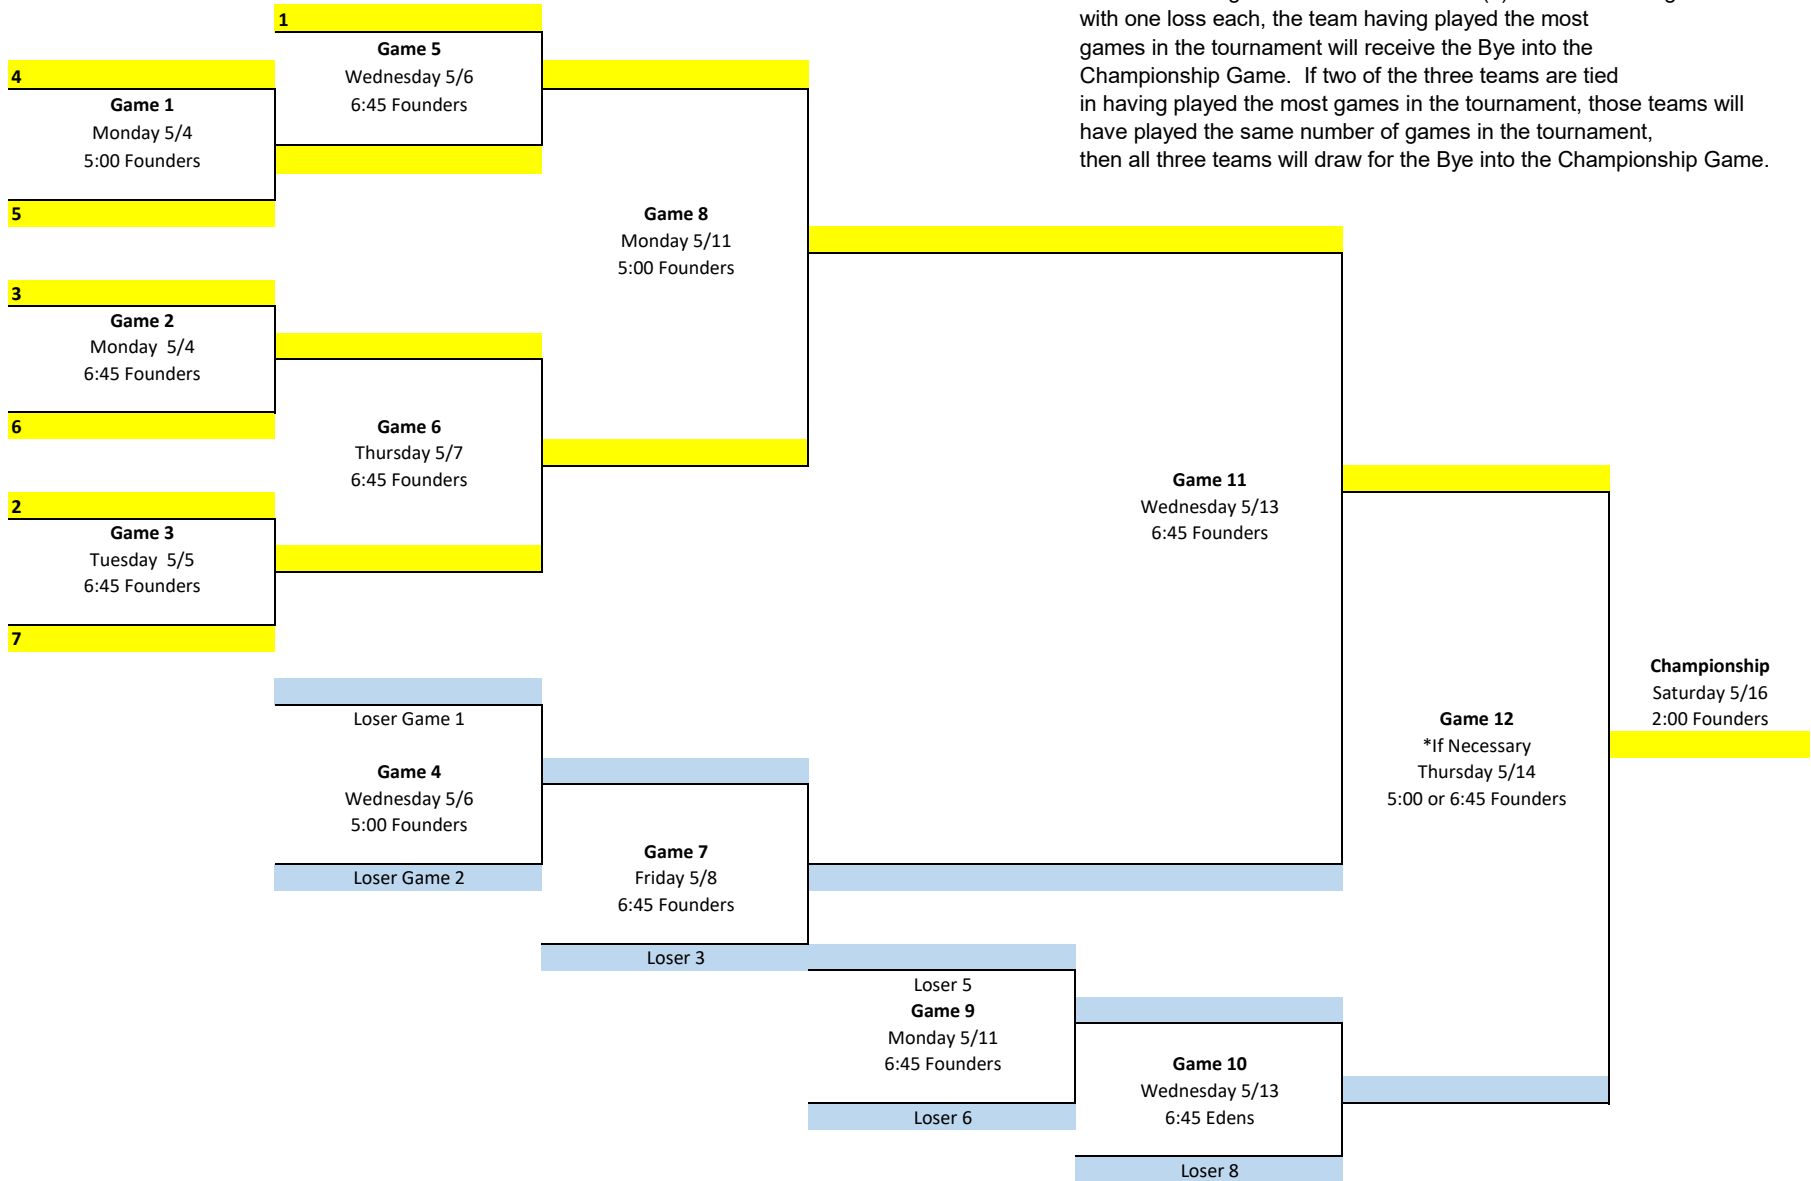 with one loss each, the team having played the most
games in the tournament will receive the Bye into the
Championship Game.  If two of the three teams are tied
in having played the most games in the tournament, those teams will
have played the same number of games in the tournament,
then all three teams will draw for the Bye into the Championship Game.
1
Game 5
Wednesday 5/6
6:45 Founders
4
Game 1
Monday 5/4
5:00 Founders
5
Game 8
Monday 5/11
5:00 Founders
3
Game 2
Monday  5/4
6:45 Founders
6
Game 6
Thursday 5/7
6:45 Founders
2
Game 3
Tuesday  5/5
6:45 Founders
7
Game 11
Wednesday 5/13
6:45 Founders
Championship
Saturday 5/16
2:00 Founders
Game 12
*If Necessary
Thursday 5/14
5:00 or 6:45 Founders
Loser Game 1
Game 4
Wednesday 5/6
5:00 Founders
Loser Game 2
Game 7
Friday 5/8
6:45 Founders
Loser 3
Loser 5
Game 9
Monday 5/11
6:45 Founders
Loser 6
Game 10
Wednesday 5/13
6:45 Edens
Loser 8